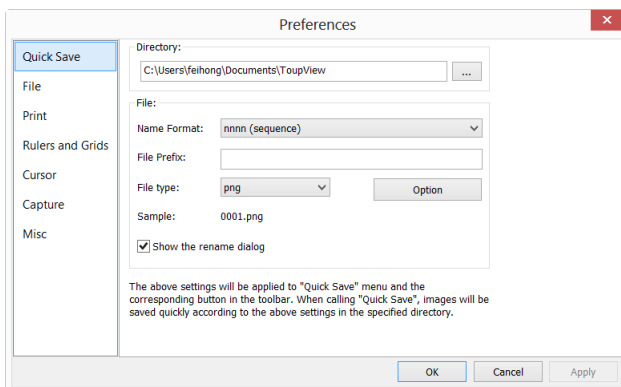 Preferences
Quick Save
File
Print
Rulers and Grids
Cursor
Capture
Misc
Directory:
C:\Users\feihong\Documents\ToupView
...
File:
Name Format:
nnnn (sequence)
File Prefix:
File type:
png
Option
Sample:
0001.png
Show the rename dialog
The above settings will be applied to "Quick Save" menu and the
corresponding button in the toolbar. When calling "Quick Save", images will be
saved quickly according to the above settings in the specified directory.
OK
Cancel
Apply